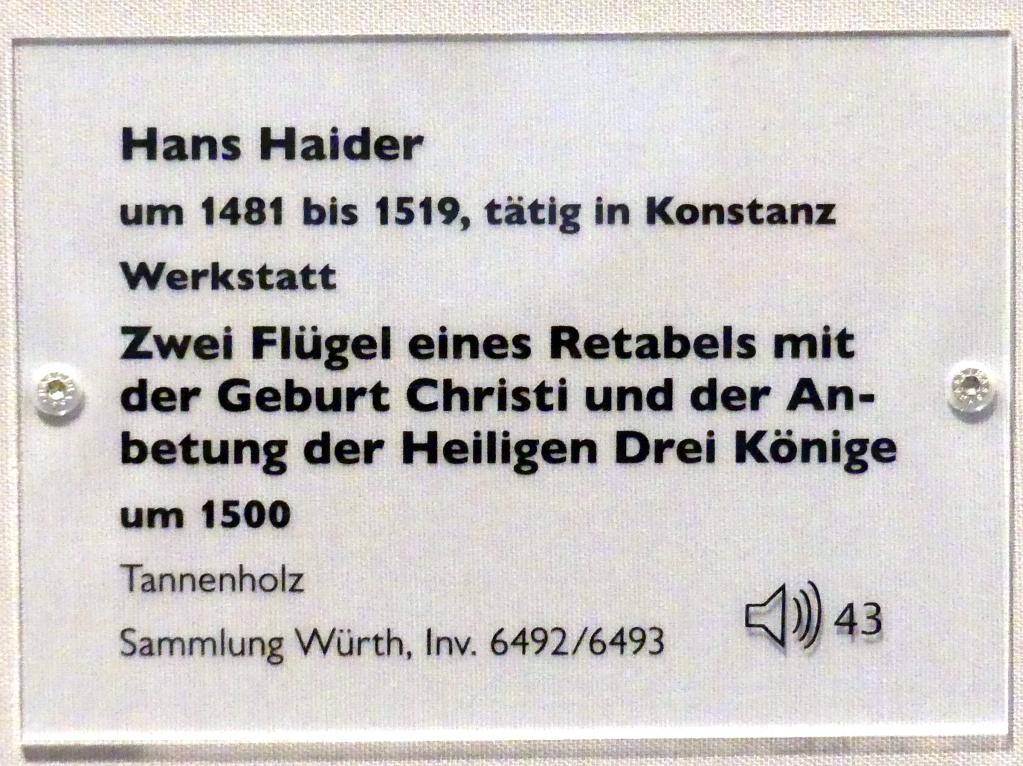 Hans Haider
um 1481 bis 1519, tätig in Konstanz
Werkstatt
Zwei Flügel eines Retabels mit
der Geburt Christi und der An-
betung der Heiligen Drei Könige
um 1500
Tannenholz
Sammlung Würth, Inv. 6492/6493
43